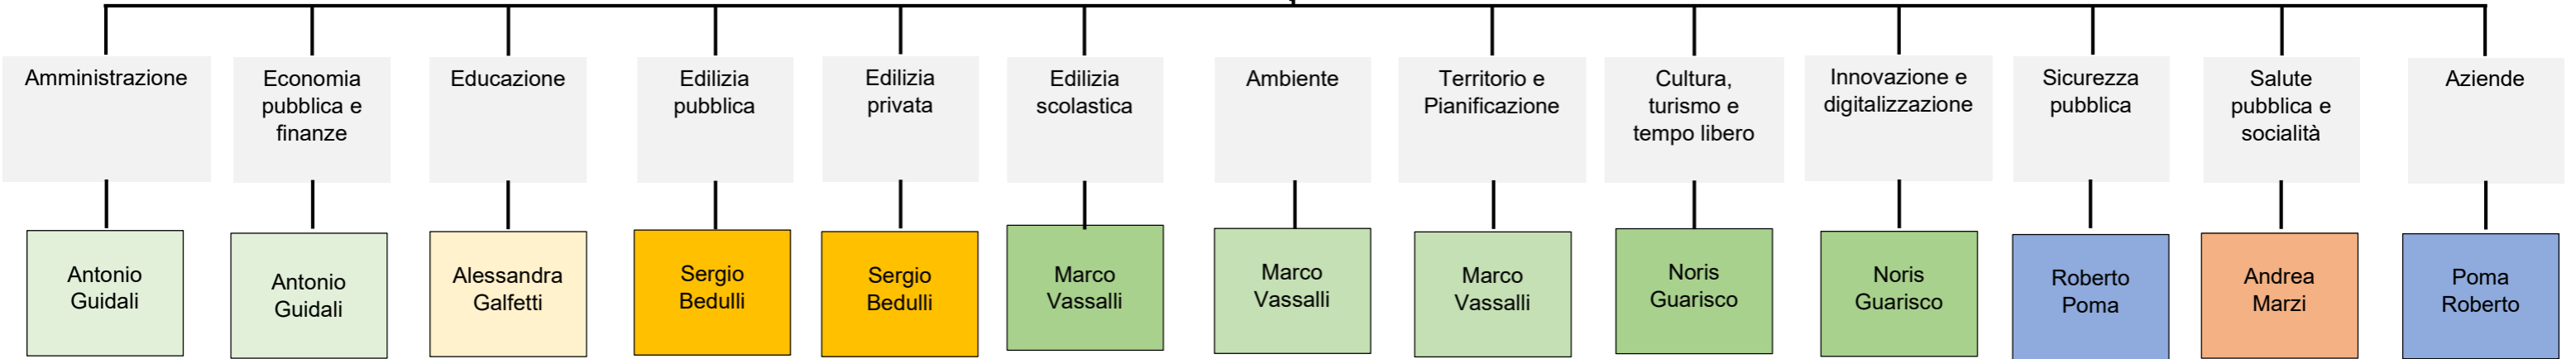 Amministrazione
Economia
pubblica e
finanze
Educazione
Edilizia
pubblica
Edilizia
privata
Edilizia
scolastica
Ambiente
Territorio e
Pianificazione
Cultura,
turismo e
tempo libero
Innovazione e
digitalizzazione
Sicurezza
pubblica
Salute
pubblica e
socialità
Aziende
Antonio
Guidali
Antonio
Guidali
Alessandra
Galfetti
Sergio
Bedulli
Sergio
Bedulli
Marco
Vassalli
Marco
Vassalli
Marco
Vassalli
Noris
Guarisco
Noris
Guarisco
Roberto
Poma
Andrea
Marzi
Poma
Roberto